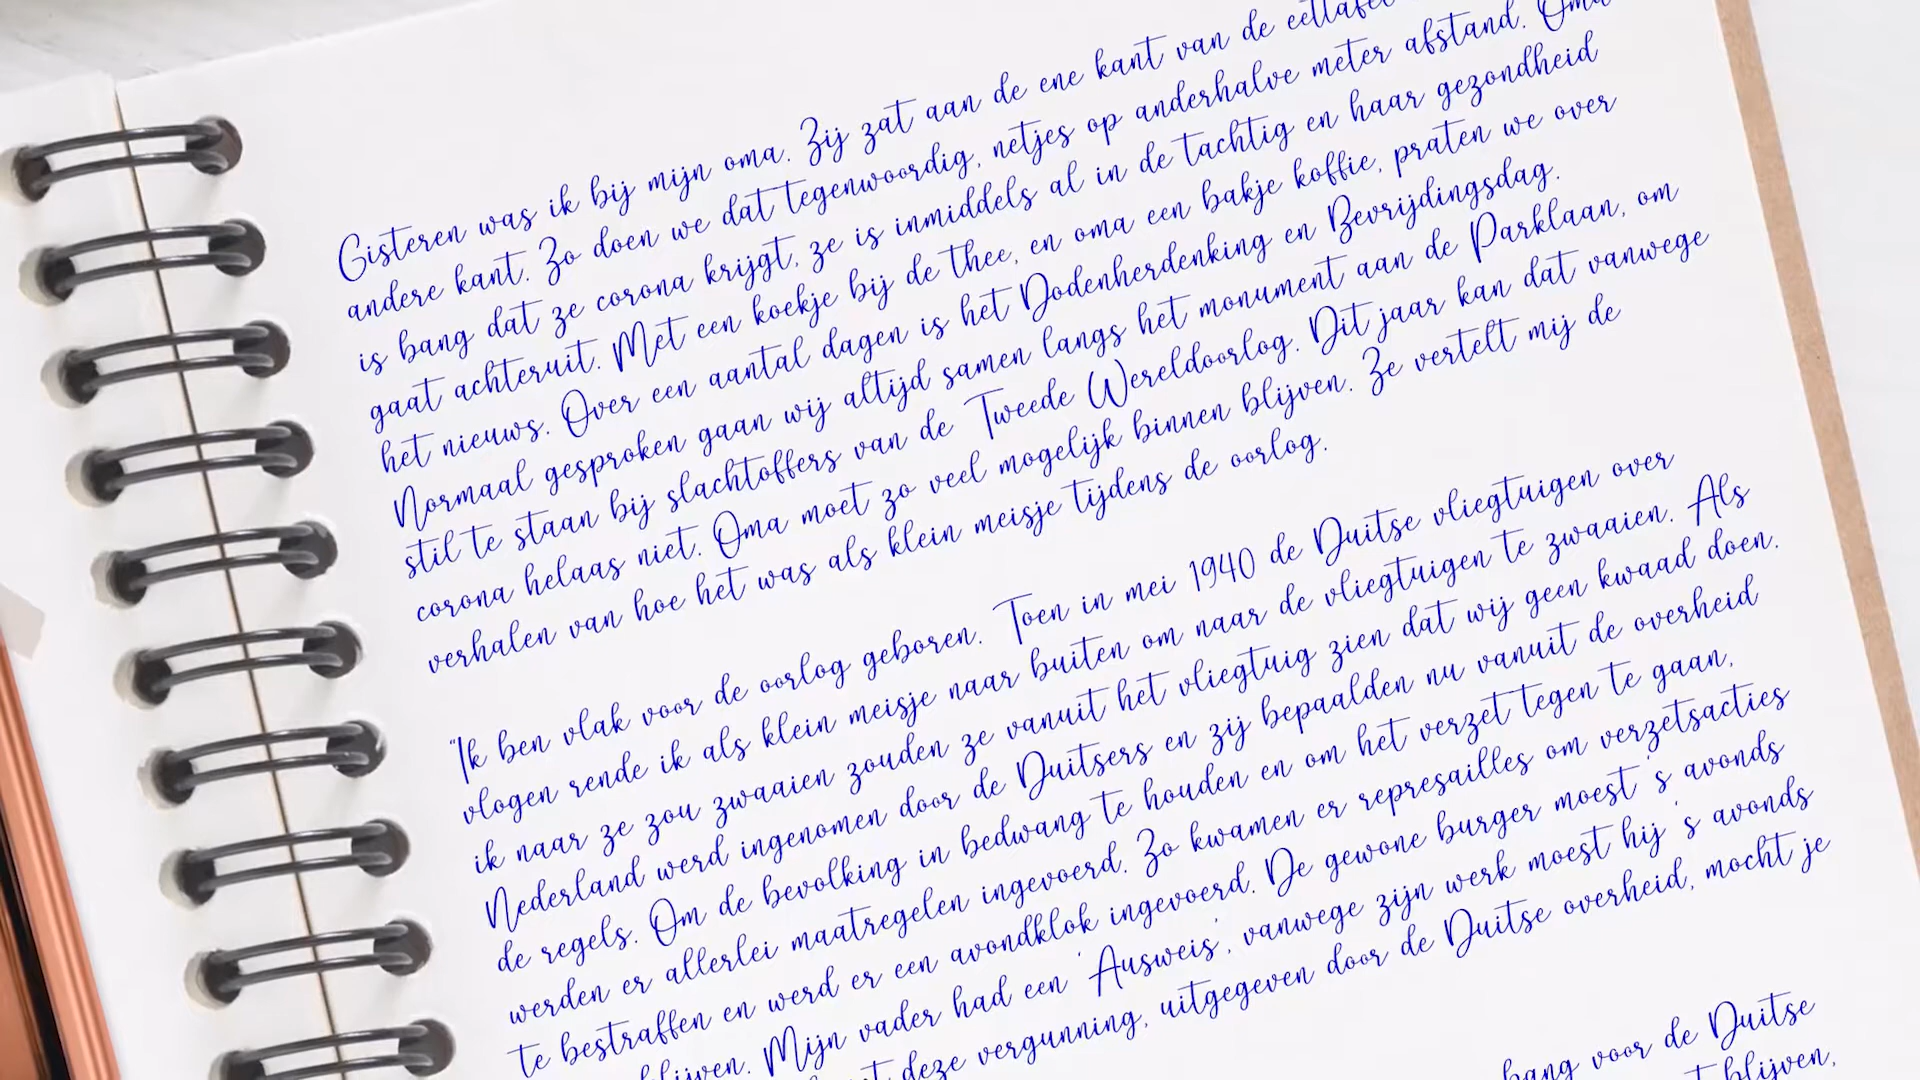 Gisteren was ik bij mijn oma. Zij zat aan de ene kant van de eettafel
andere kant. Zo doen we dat tegenwoordig, netjes op anderhalve meter afstand. Oma
is bang dat ze corona krijgt, ze is inmiddels al in de tachtig en haar gezondheid
gaat achteruit. Met een koekje bij de thee, en oma een bakje koffie, praten we over
het nieuws. Over een aantal dagen is het Dodenherdenking en Bevrijdingsdag.
Normaal gesproken gaan wij altijd samen langs het monument aan de Parklaan, om
stil te staan bij slachtoffers van de Tweede Wereldoorlog. Dit jaar kan dat vanwege
corona helaas niet. Oma moet zo veel mogelijk binnen blijven. Ze vertelt mij de
verhalen van hoe het was als klein meisje tijdens de oorlog.
"Ik ben vlak voor de oorlog geboren. Toen in mei 1940 de Duitse vliegtuigen over
vlogen rende ik als klein meisje naar buiten om naar de vliegtuigen te zwaaien. Als
ik naar ze zou zwaaien zouden ze vanuit het vliegtuig zien dat wij geen kwaad doen.
Nederland werd ingenomen door de Duitsers en zij bepaalden nu vanuit de overheid
de regels. Om de bevolking in bedwang te houden en om het verzet tegen te gaan,
werden er allerlei maatregelen ingevoerd. Zo kwamen er represailles om verzetsacties
te bestraffen en werd er een avondklok ingevoerd. De gewone burger moest 's avonds
blijven. Mijn vader had een 'Ausweis', vanwege zijn werk moest hij 's avonds
deze vergunning, uitgegeven door de Duitse overheid, mocht je
bang voor de Duitse
blijven,